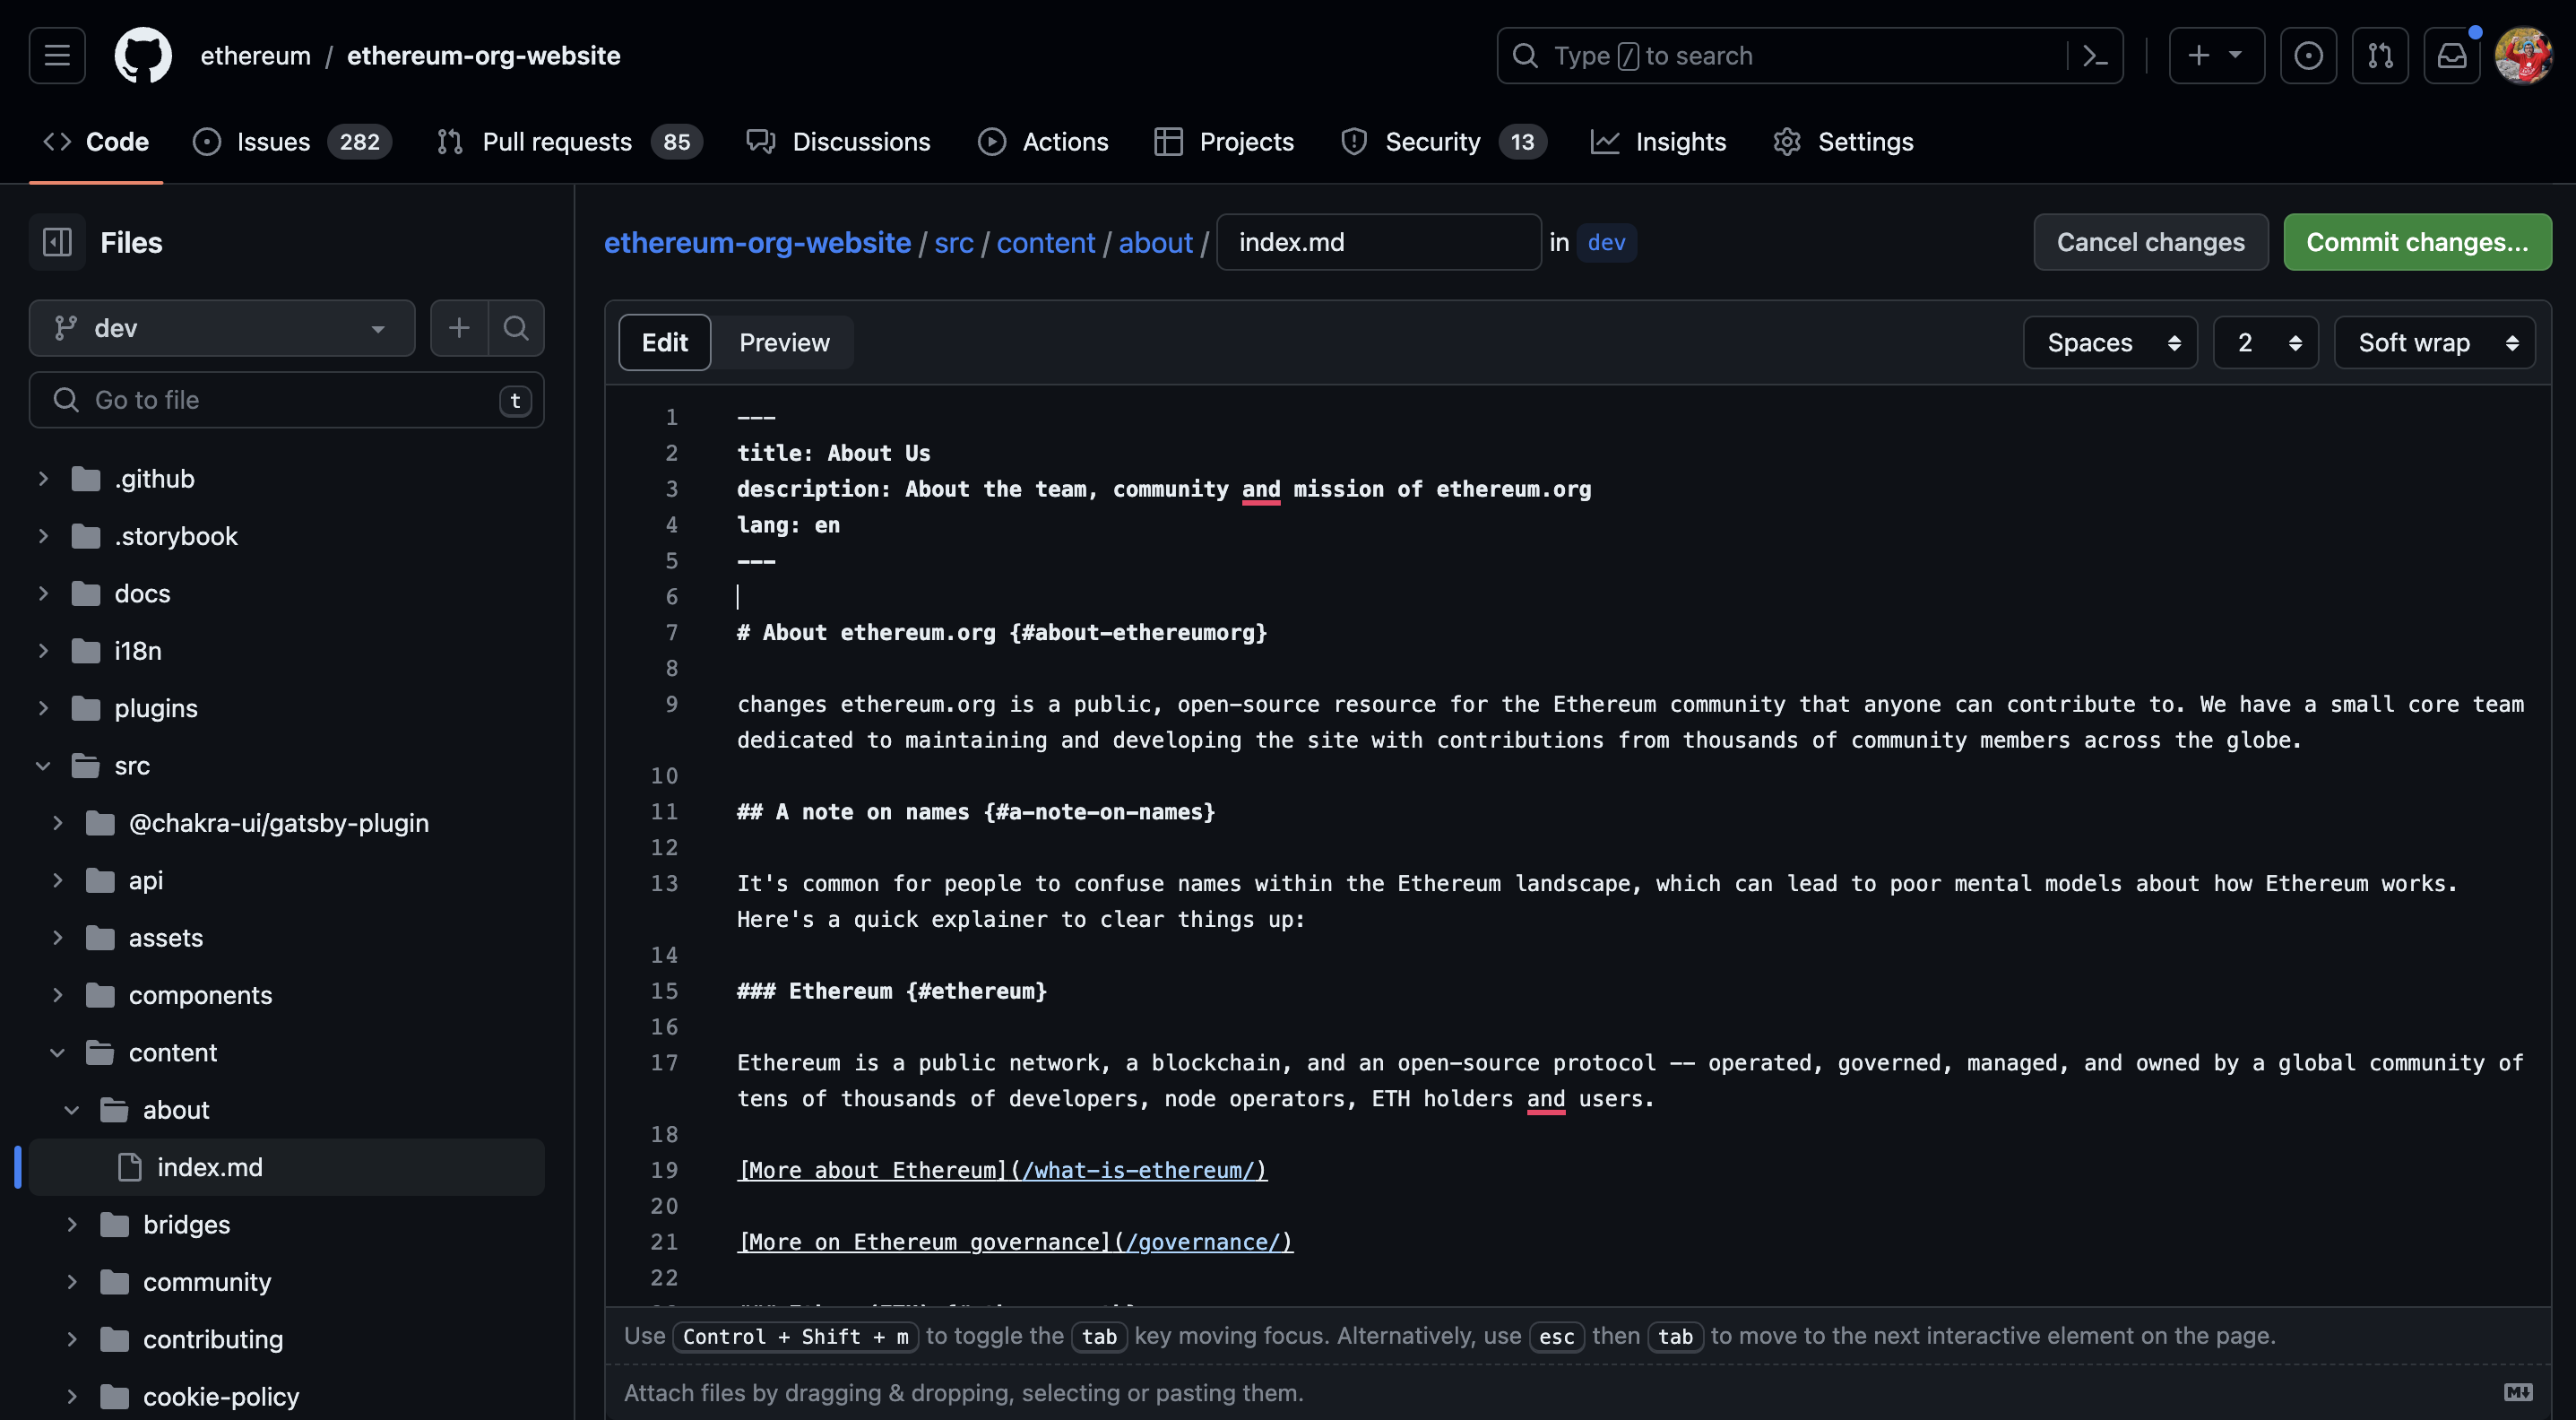 ethereum / ethereum-org-website
Type / to search
Code
Issues 282
Pull requests 85
Discussions
Actions
Projects
Security 13
Insights
Settings
Files
dev
Go to file
t
.github
.storybook
docs
i18n
plugins
src
@chakra-ui/gatsby-plugin
api
assets
components
content
about
index.md
bridges
community
contributing
cookie-policy
ethereum-org-website / src / content / about / index.md in dev
Cancel changes
Commit changes...
Edit
Preview
Spaces
2
Soft wrap
1 ---
2 title: About Us
3 description: About the team, community and mission of ethereum.org
4 lang: en
5 ---
6
7 # About ethereum.org {#about-ethereumorg}
8
9 changes ethereum.org is a public, open-source resource for the Ethereum community that anyone can contribute to. We have a small core team
dedicated to maintaining and developing the site with contributions from thousands of community members across the globe.
10
11 ## A note on names {#a-note-on-names}
12
13 It's common for people to confuse names within the Ethereum landscape, which can lead to poor mental models about how Ethereum works.
Here's a quick explainer to clear things up:
14
15 ### Ethereum {#ethereum}
16
17 Ethereum is a public network, a blockchain, and an open-source protocol -- operated, governed, managed, and owned by a global community of
tens of thousands of developers, node operators, ETH holders and users.
18
19 [More about Ethereum](/what-is-ethereum/)
20
21 [More on Ethereum governance](/governance/)
22
Use Control + Shift + m to toggle the tab key moving focus. Alternatively, use esc then tab to move to the next interactive element on the page.
Attach files by dragging & dropping, selecting or pasting them.